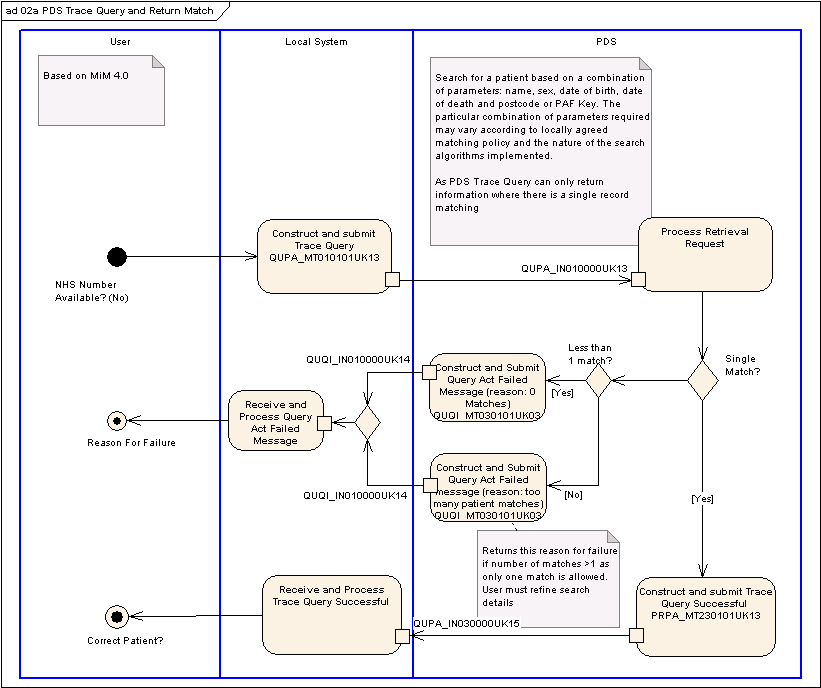 ad 02a PDS Trace Query and Return Match
User
Local System
PDS
Based on MiM 4.0
Search for a patient based on a combination
of parameters: name, sex, date of birth, date
of death and postcode or PAF Key. The
particular combination of parameters required
may vary according to locally agreed
matching policy and the nature of the search
algorithms implemented.
As PDS Trace Query can only return
information where there is a single record
matching
Construct and submit
Trace Query
QUPA_MT010101UK13
Process Retrieval
Request
QUPA_IN010000UK13
NHS Number
Available? (No)
Less than
1 match?
Single
Match?
QUQI_IN010000UK14
Construct and Submit
Query Act Failed
Message (reason: 0
Matches)
QUQI_MT030101UK03
[Yes]
Receive and
Process Query
Act Failed
Message
Reason For Failure
Construct and Submit
Query Act Failed
message (reason: too
many patient matches)
QUQI_MT030101UK03
QUQI_IN010000UK14
[No]
[Yes]
Returns this reason for failure
if number of matches >1 as
only one match is allowed.
User must refine search
details
Receive and Process
Trace Query Successful
Construct and submit Trace
Query Successful
PRPA_MT230101UK13
QUPA_IN030000UK15
Correct Patient?